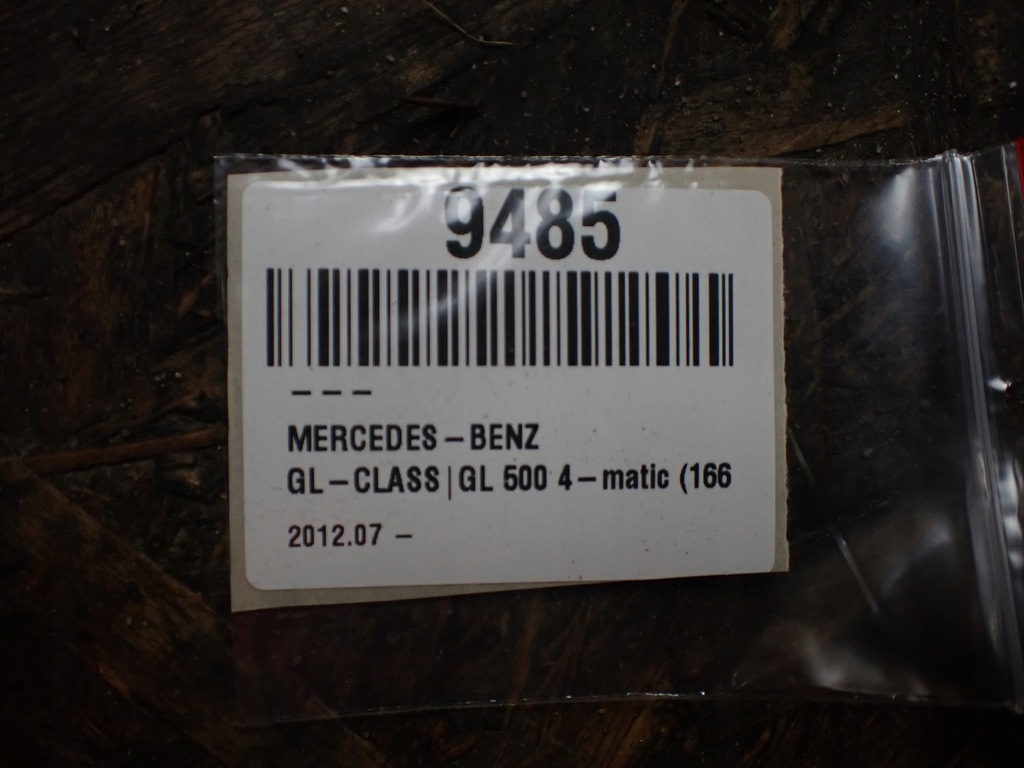 9485
– – –
MERCEDES – BENZ
GL – CLASS | GL 500 4 – matic (166
2012.07 –